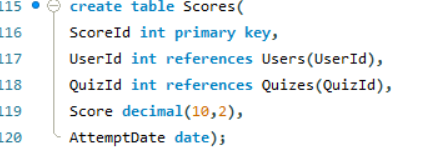 115 create table Scores(
116 ScoreId int primary key,
117 UserId int references Users(UserId),
118 QuizId int references Quizes(QuizId),
119 Score decimal(10,2),
120 AttemptDate date);